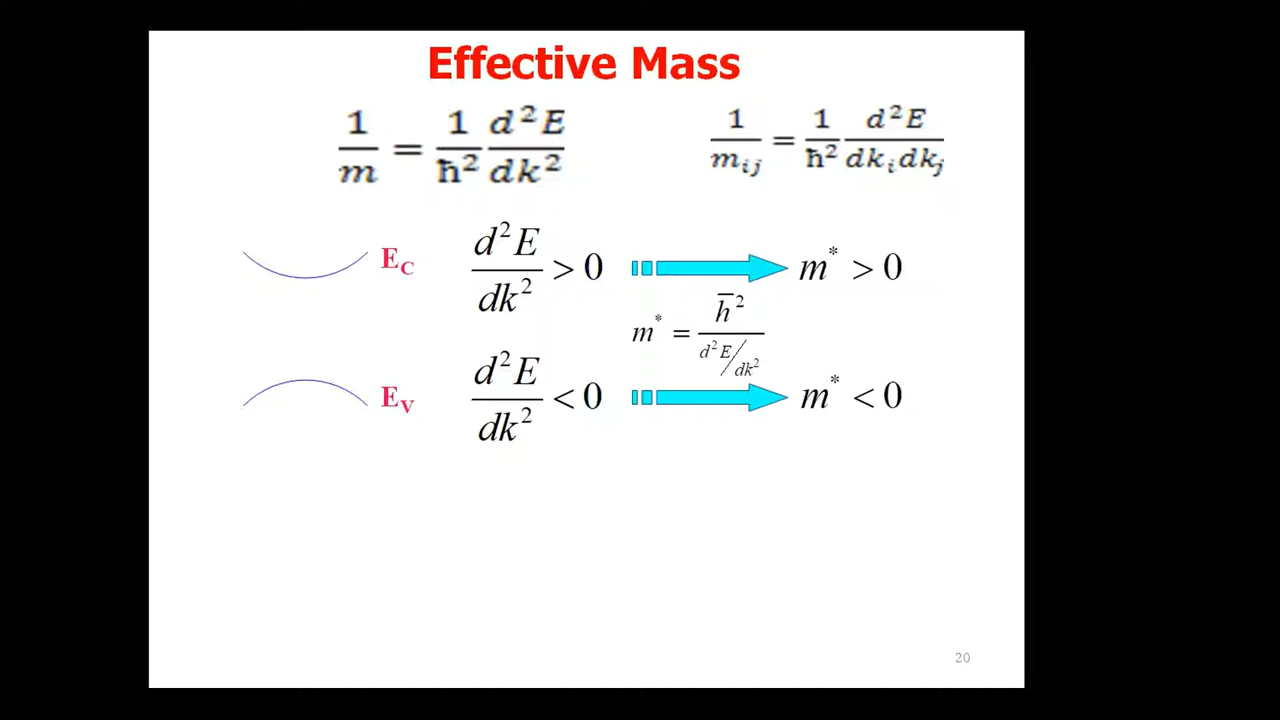 Effective Mass
1/m = 1/ħ² d²E/dk²
1/m_ij = 1/ħ² d²E/dk_i dk_j
E_C d²E/dk² > 0 m* > 0
m* = h̅²/d²E/dk²
E_V d²E/dk² < 0 m* < 0
20